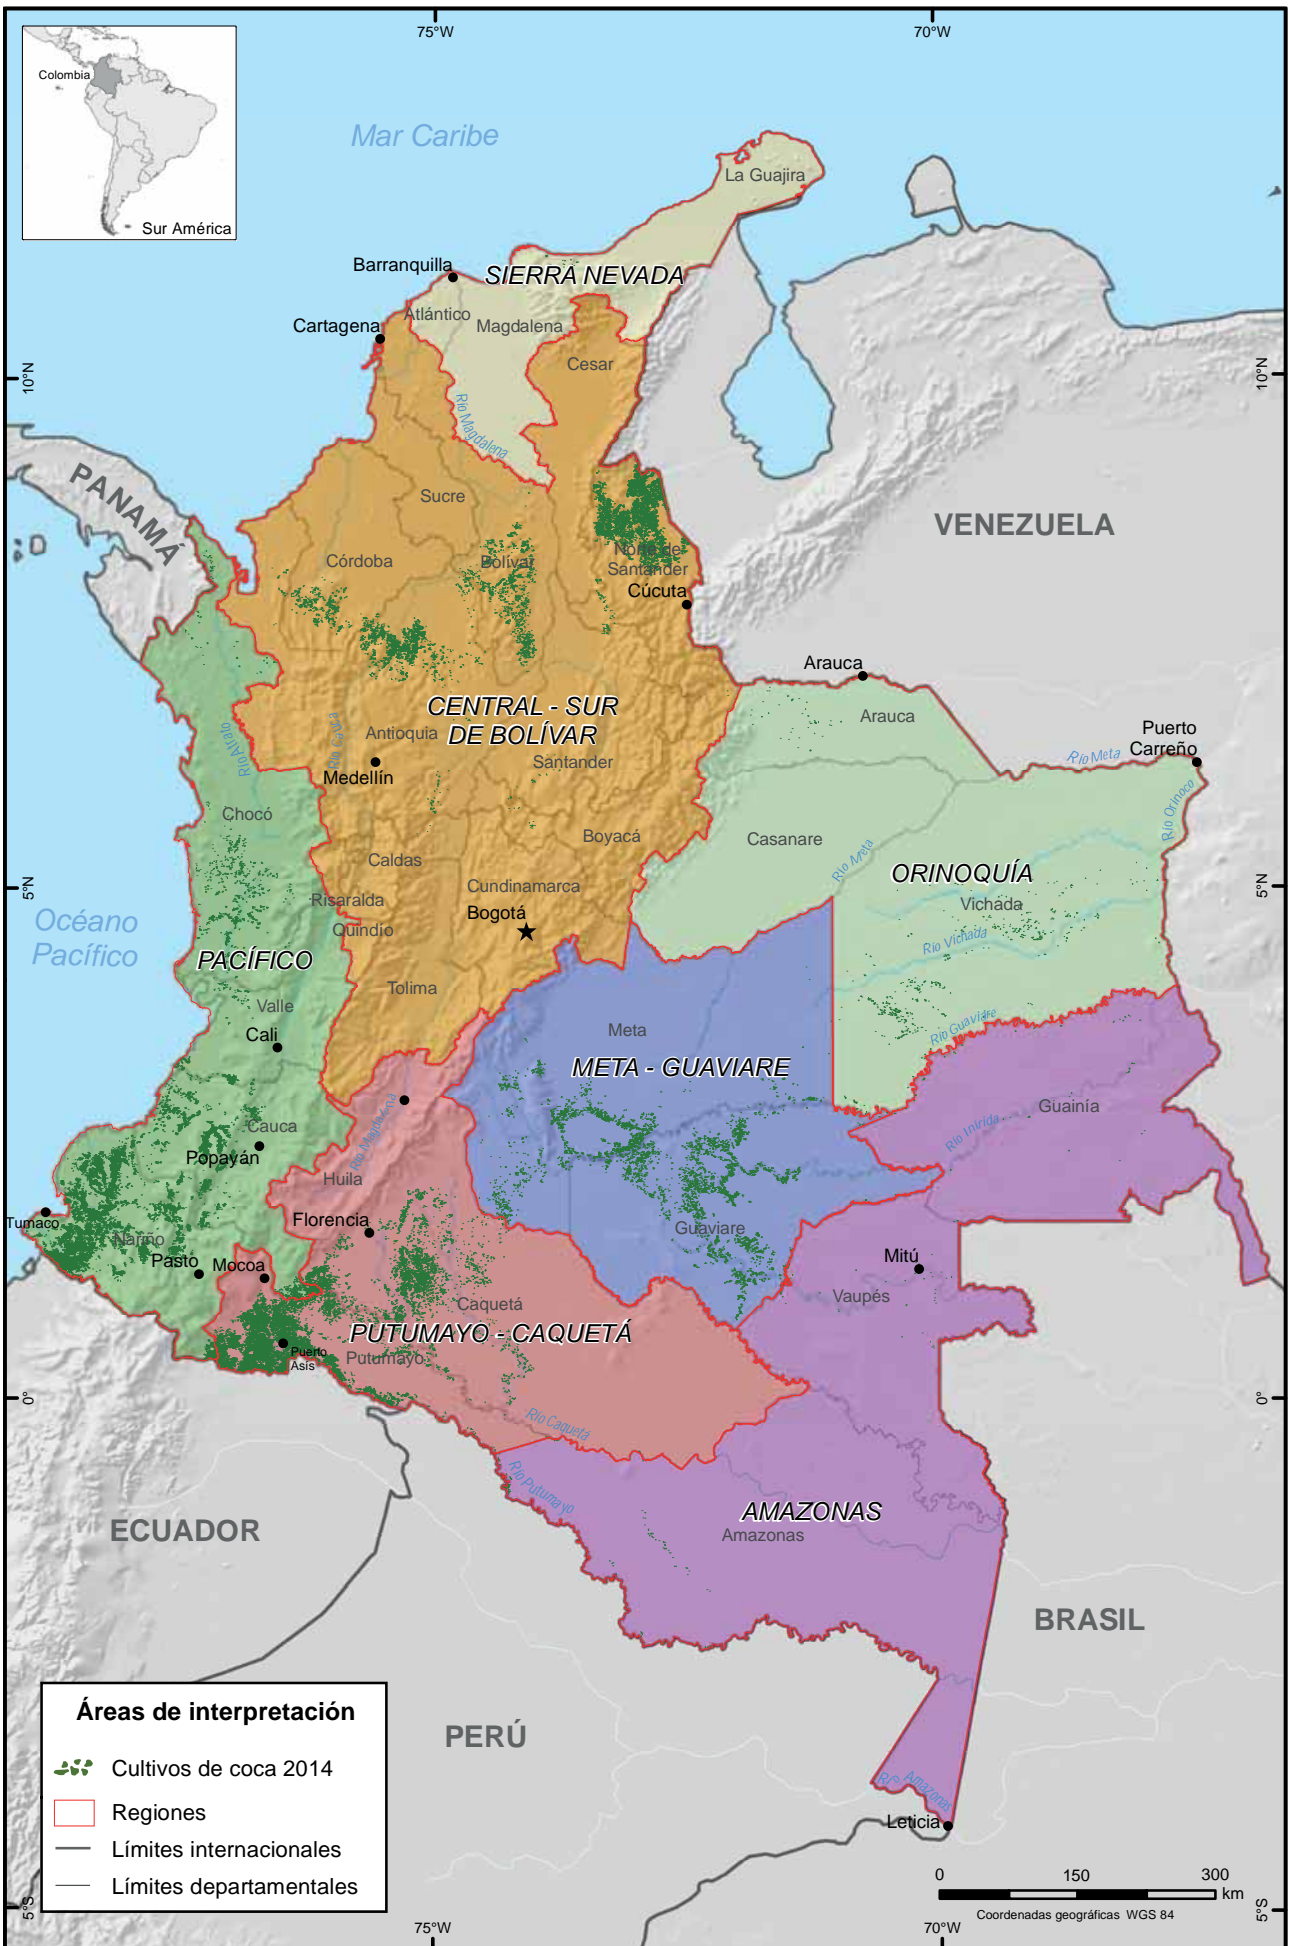 75°W
70°W
Colombia
Sur América
Mar Caribe
La Guajira
Barranquilla
SIERRA NEVADA
Atlántico
Cartagena
Magdalena
Cesar
10°N
10°N
Río Magdalena
PANAMÁ
Sucre
VENEZUELA
Córdoba
Bolívar
Norte de
Santander
Cúcuta
Arauca
Arauca
CENTRAL - SUR
DE BOLÍVAR
Puerto
Carreño
Río Meta
Río Atrato
Río Cauca
Antioquia
Medellín
Santander
Río Orinoco
Chocó
Boyacá
Casanare
Río Meta
Caldas
ORINOQUÍA
5°N
5°N
Cundinamarca
Risaralda
Vichada
Bogotá
Océano
Pacífico
Quindío
Río Vichada
PACÍFICO
Tolima
Valle
Cali
Meta
Río Guaviare
META - GUAVIARE
Guainía
Río Magdalena
Cauca
Río Inírida
Popayán
Huila
Tumaco
Florencia
Guaviare
Nariño
Pasto
Mocoa
Mitú
Vaupés
Caquetá
PUTUMAYO - CAQUETÁ
Puerto
Asís
Putumayo
0°
0°
Río Caquetá
Río Putumayo
AMAZONAS
Amazonas
ECUADOR
BRASIL
PERÚ
Áreas de interpretación
Cultivos de coca 2014
Regiones
Límites internacionales
Límites departamentales
Río Amazonas
Leticia
0 150 300
km
Coordenadas geográficas WGS 84
5°S
5°S
75°W
70°W